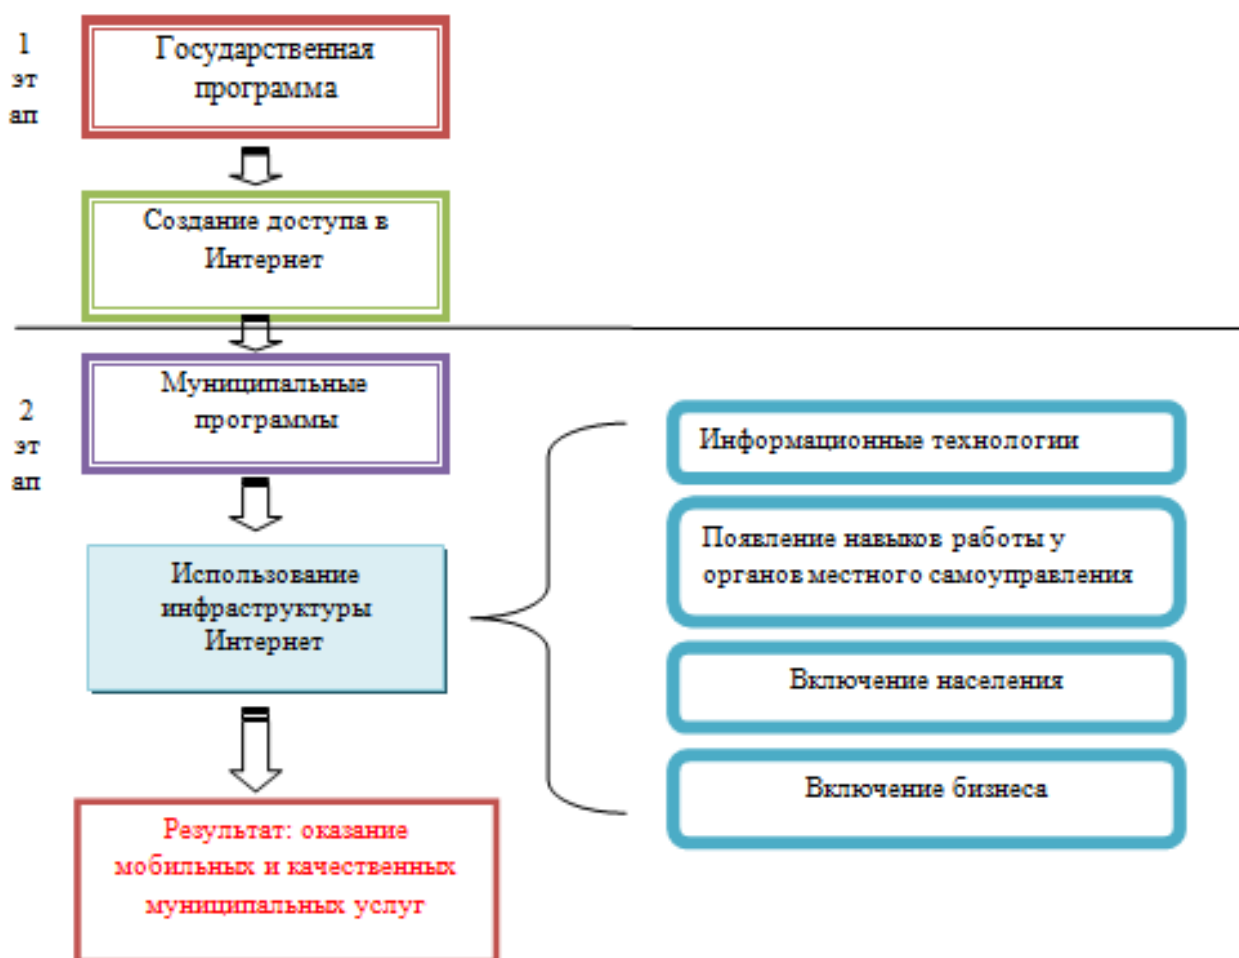 1
эт
ап
Государственная
программа
Создание доступа в
Интернет
2
эт
ап
Муниципальные
программы
Использование
инфраструктуры
Интернет
Информационные технологии
Появление навыков работы у
органов местного самоуправления
Включение населения
Включение бизнеса
Результат: оказание
мобильных и качественных
муниципальных услуг